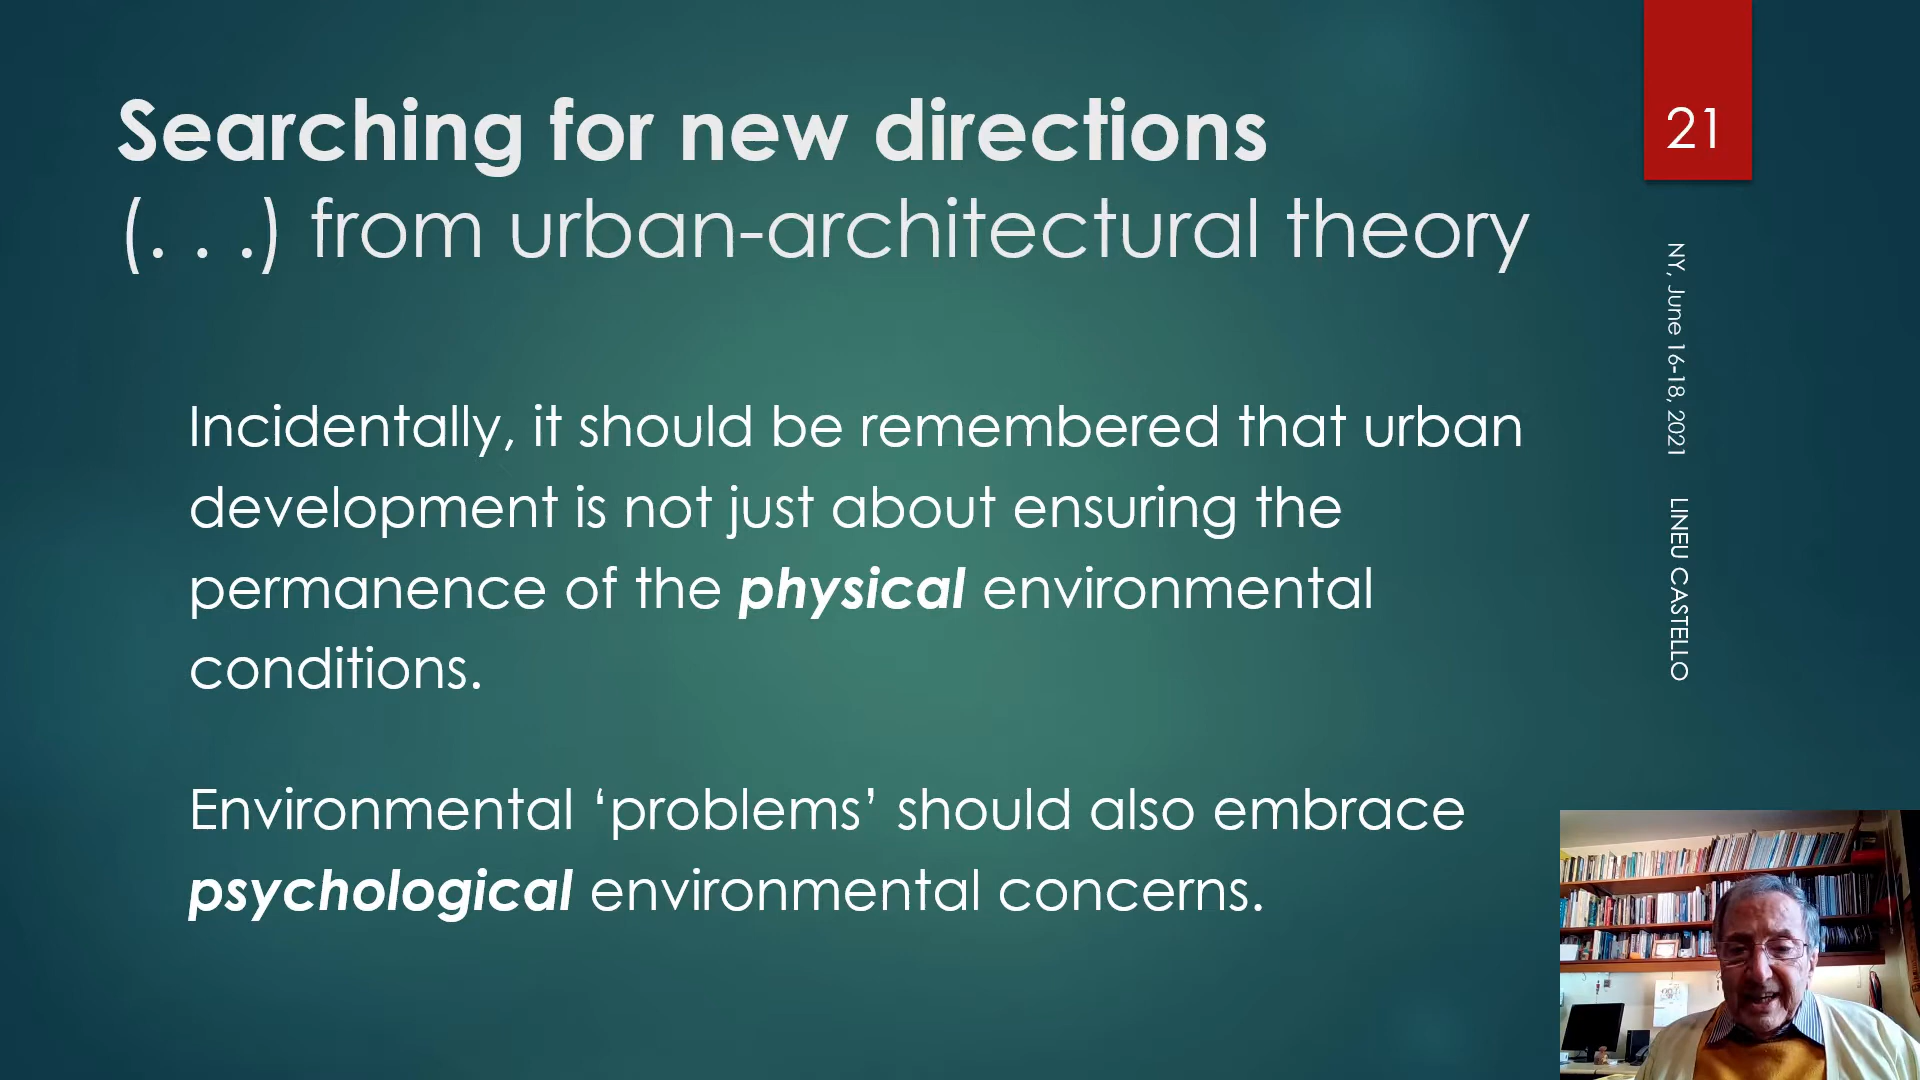 Searching for new directions
(. . .) from urban-architectural theory
21
Incidentally, it should be remembered that urban
development is not just about ensuring the
permanence of the physical environmental
conditions.
Environmental ‘problems’ should also embrace
psychological environmental concerns.
NY, June 16-18, 2021 LINEU CASTELLO